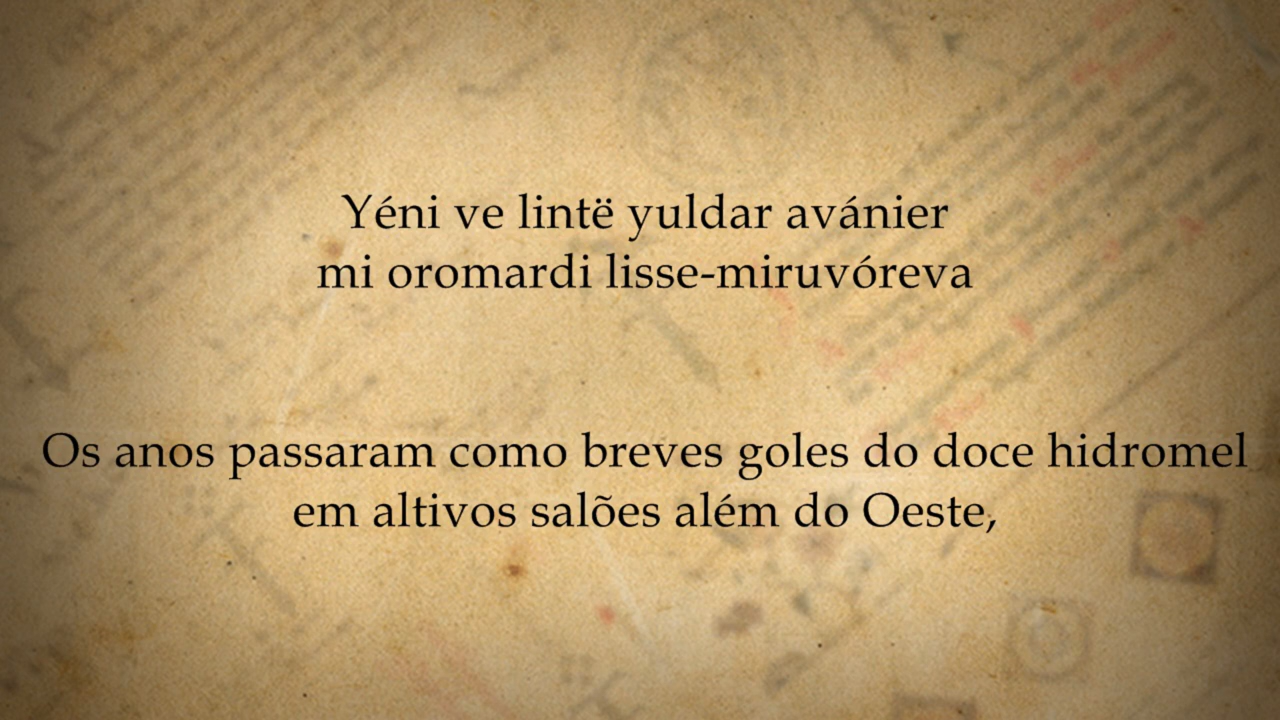 Yéni ve lintë yuldar avánier
mi oromardi lisse-miruvóreva
Os anos passaram como breves goles do doce hidromel
em altivos salões além do Oeste,